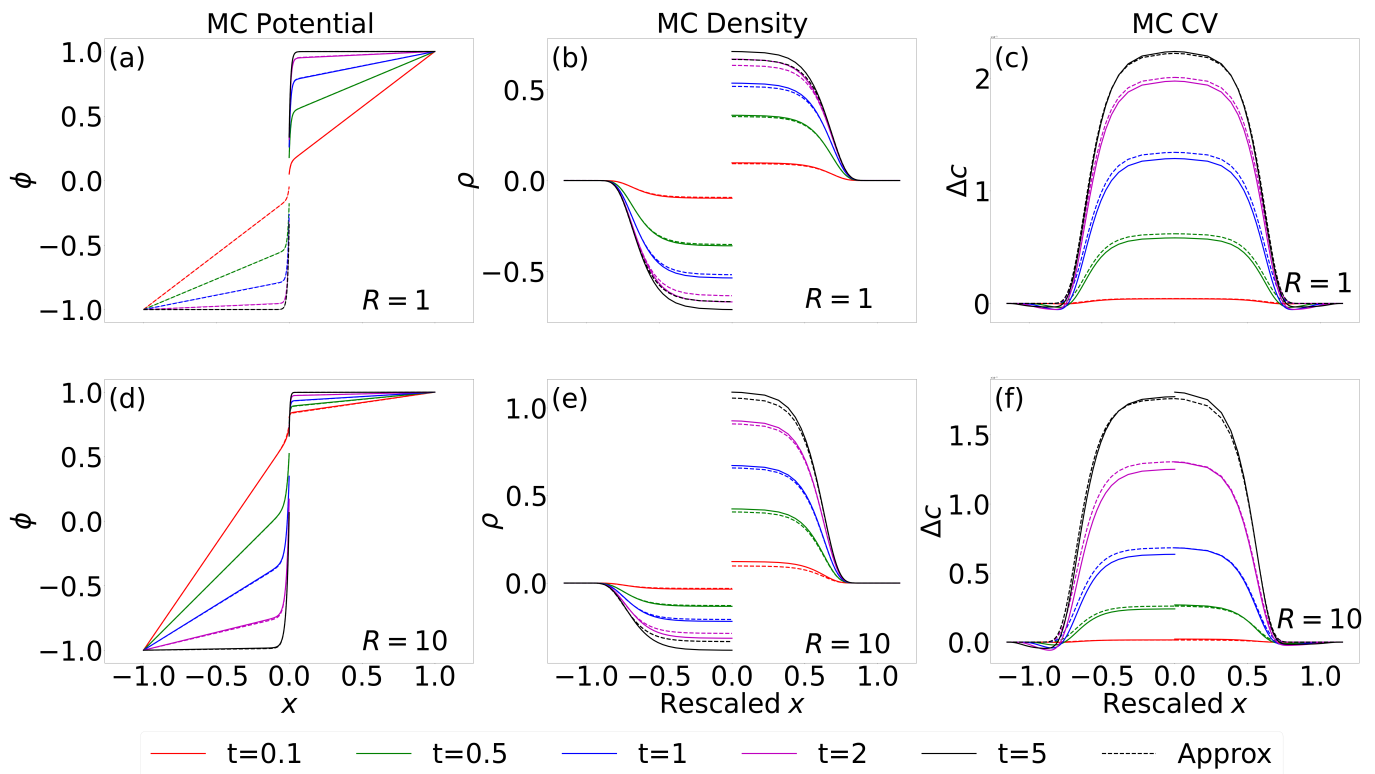 MC Potential
MC Density
MC CV
(a)
1.0
0.5
0.0
−0.5
−1.0
ϕ
R = 1
(b)
0.5
0.0
−0.5
ρ
R = 1
(c)
2
1
0
Δc
R = 1
(d)
1.0
0.5
0.0
−0.5
−1.0
ϕ
R = 10
−1.0 −0.5 0.0 0.5 1.0
x
(e)
1.0
0.5
0.0
ρ
R = 10
−1.0 −0.5 0.0 0.5 1.0
Rescaled x
(f)
1.5
1.0
0.5
0.0
Δc
R = 10
−1.0 −0.5 0.0 0.5 1.0
Rescaled x
t=0.1 t=0.5 t=1 t=2 t=5 Approx